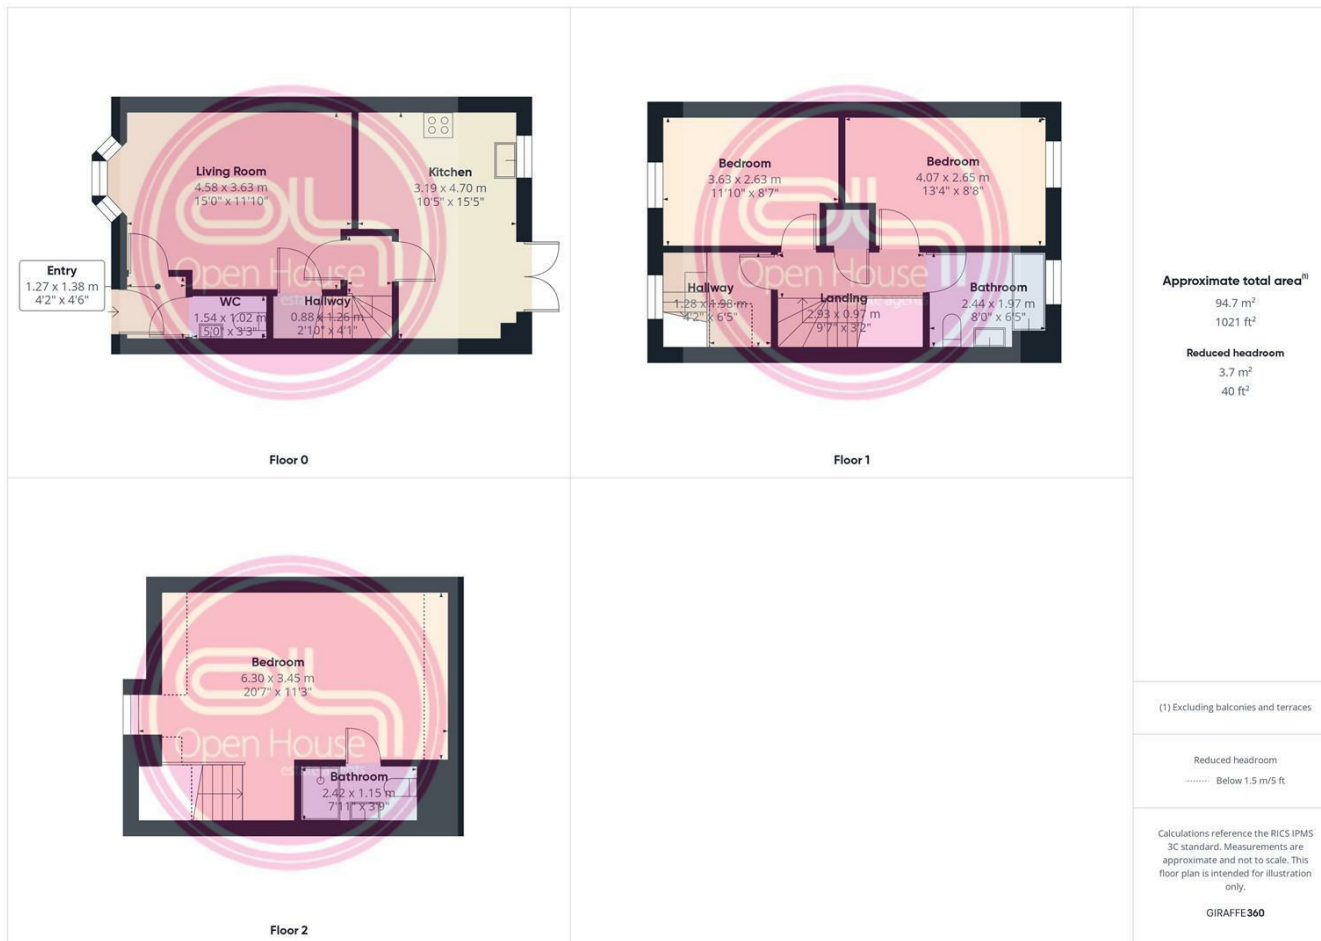 Living Room
4.58 x 3.63 m
15'0" x 11'10"
Kitchen
3.19 x 4.70 m
10'5" x 15'5"
Entry
1.27 x 1.38 m
4'2" x 4'6"
WC
1.54 x 1.02 m
5'0" x 3'3"
Hallway
0.88 x 1.26 m
2'10" x 4'1"
Open House
Floor 0
Bedroom
3.63 x 2.63 m
11'10" x 8'7"
Bedroom
4.07 x 2.65 m
13'4" x 8'8"
Hallway
1.28 x 1.98 m
4'2" x 6'5"
Landing
2.93 x 0.97 m
9'7" x 3'2"
Bathroom
2.44 x 1.97 m
8'0" x 6'5"
Open House
estate agents
Floor 1
Bedroom
6.30 x 3.45 m
20'7" x 11'3"
Open House
Bathroom
2.42 x 1.15 m
7'11" x 3'9"
Floor 2
Approximate total area(1)
94.7 m²
1021 ft²
Reduced headroom
3.7 m²
40 ft²
(1) Excluding balconies and terraces
Reduced headroom
Below 1.5 m/5 ft
Calculations reference the RICS IPMS
3C standard. Measurements are
approximate and not to scale. This
floor plan is intended for illustration
only.
GIRAFFE360